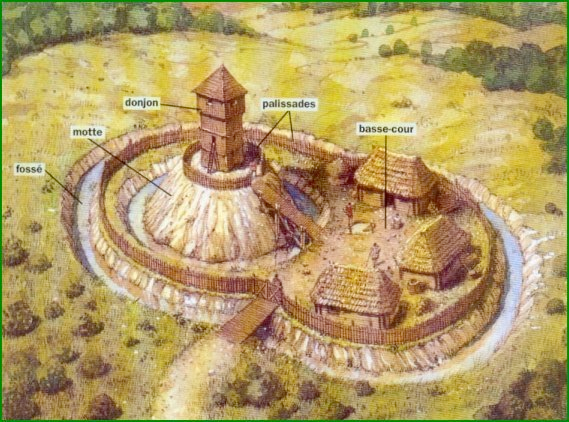 donjon
palissades
motte
basse-cour
fossé